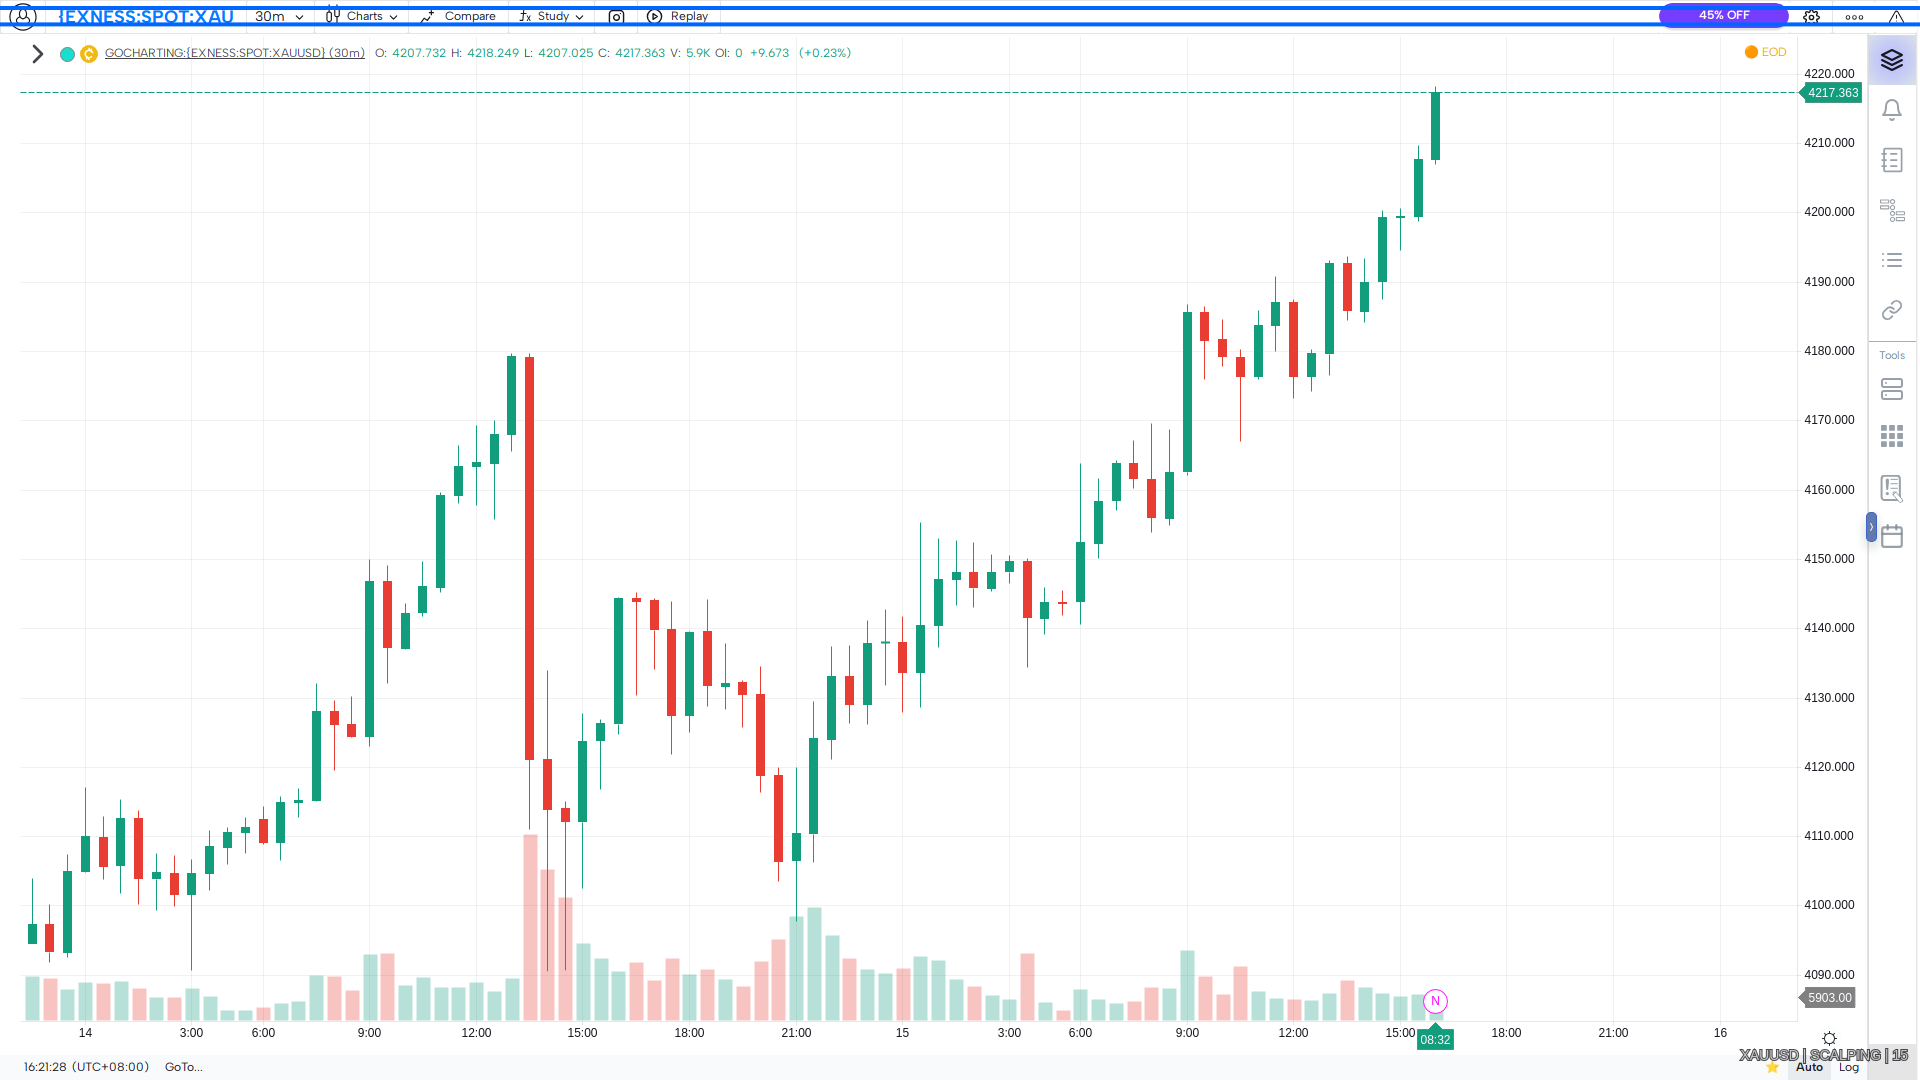 {EXNESS:SPOT:XAU 30m Charts Compare Study Replay 45% OFF
GOCHARTING:{EXNESS:SPOT:XAUUSD} (30m) O: 4207.732 H: 4218.249 L: 4207.025 C: 4217.363 V: 5.9K OI: 0 +9.673 (+0.23%) EOD
4220.000
4217.363
4210.000
4200.000
4190.000
4180.000
Tools
4170.000
4160.000
4150.000
4140.000
4130.000
4120.000
4110.000
4100.000
4090.000
5903.00
N
14 3:00 6:00 9:00 12:00 15:00 18:00 21:00 15 3:00 6:00 9:00 12:00 15:00 18:00 21:00 16
08:32
XAUUSD | SCALPING | 15
16:21:28 (UTC+08:00) GoTo... Auto Log